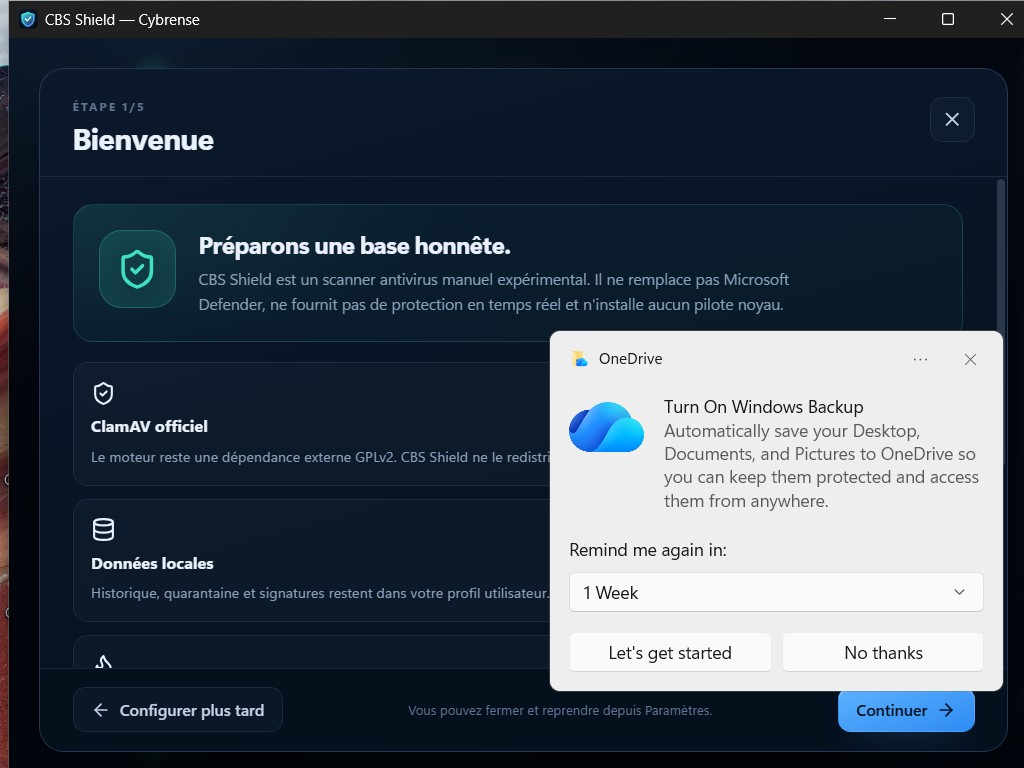 CBS Shield — Cybrense
ÉTAPE 1/5
Bienvenue
Préparons une base honnête.
CBS Shield est un scanner antivirus manuel expérimental. Il ne remplace pas Microsoft
Defender, ne fournit pas de protection en temps réel et n'installe aucun pilote noyau.
ClamAV officiel
Le moteur reste une dépendance externe GPLv2. CBS Shield ne le
Données locales
Historique, quarantaine et signatures restent dans votre profil utilisateur.
OneDrive
Turn On Windows Backup
Automatically save your Desktop,
Documents, and Pictures to OneDrive so
you can keep them protected and access
them from anywhere.
Remind me again in:
1 Week
Let's get started
No thanks
Configurer plus tard
Vous pouvez fermer et reprendre depuis Paramètres.
Continuer